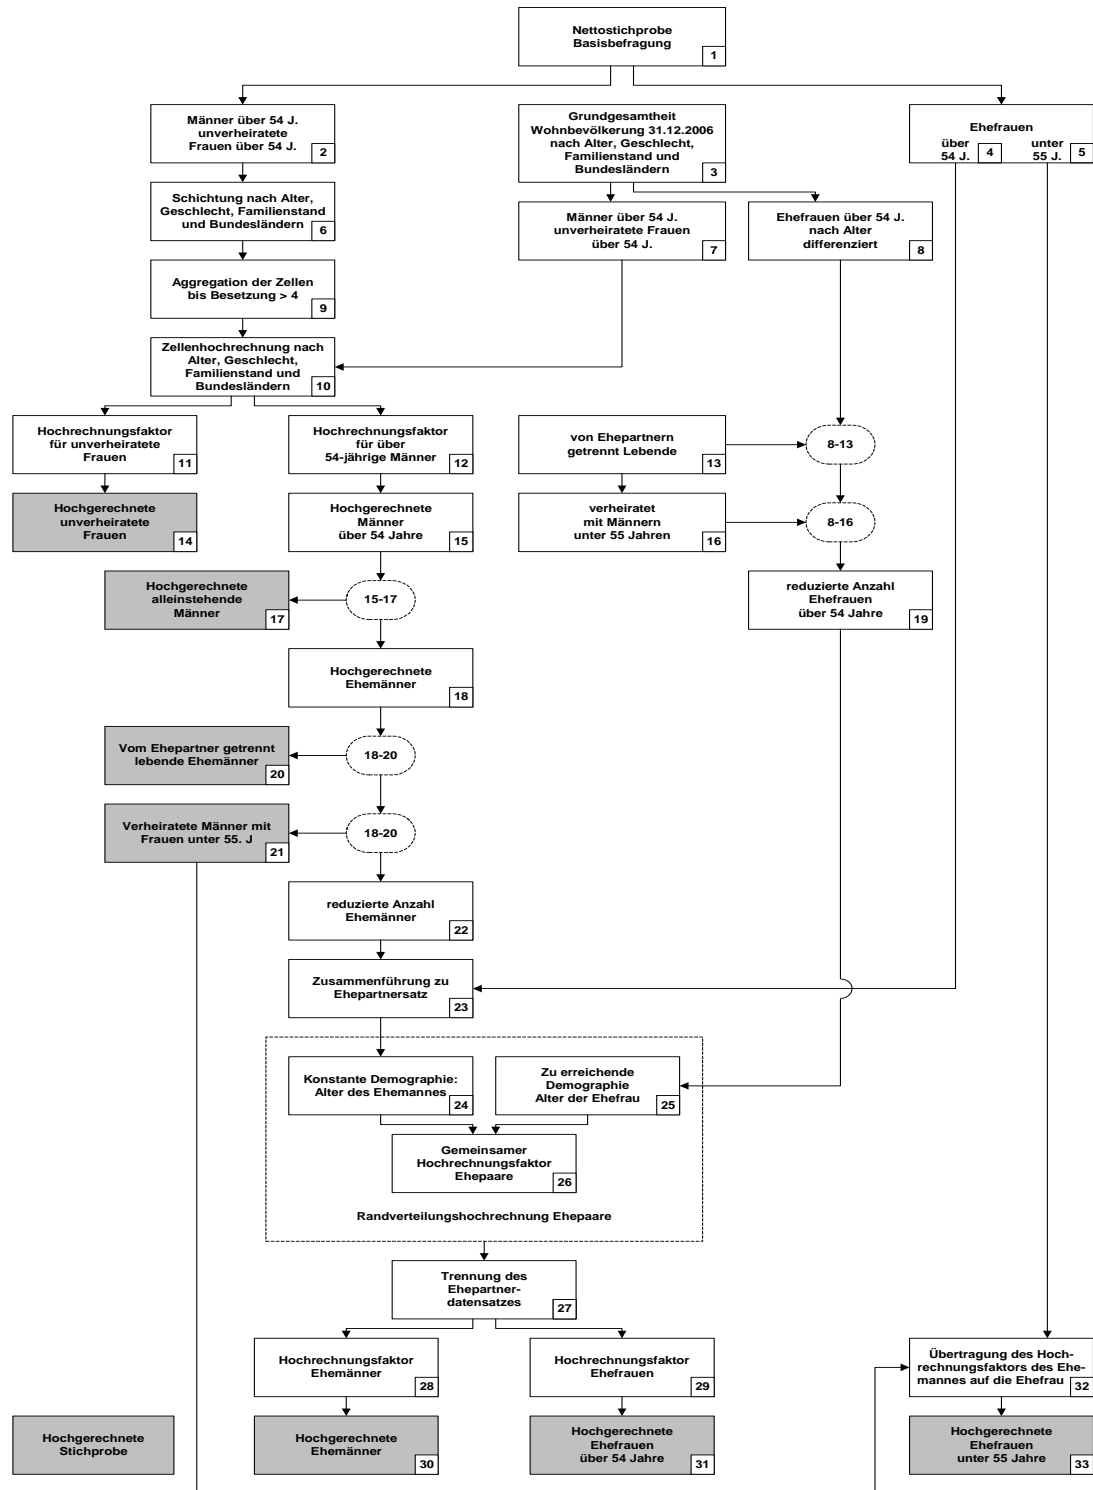 Nettostichprobe
Basisbefragung
1
Männer über 54 J.
unverheiratete
Frauen über 54 J.
2
Grundgesamtheit
Wohnbevölkerung 31.12.2006
nach Alter, Geschlecht,
Familienstand und
Bundesländern
3
Ehefrauen
über
54 J.
4
unter
55 J.
5
Schichtung nach Alter,
Geschlecht, Familienstand
und Bundesländern
6
Männer über 54 J.
unverheiratete Frauen
über 54 J.
7
Ehefrauen über 54 J.
nach Alter
differenziert
8
Aggregation der Zellen
bis Besetzung > 4
9
Zellenhochrechnung nach
Alter, Geschlecht,
Familienstand und
Bundesländern
10
Hochrechnungsfaktor
für unverheiratete
Frauen
11
Hochrechnungsfaktor
für über
54-jährige Männer
12
von Ehepartnern
getrennt Lebende
13
8-13
Hochgerechnete
unverheiratete
Frauen
14
Hochgerechnete
Männer
über 54 Jahre
15
verheiratet
mit Männern
unter 55 Jahren
16
8-16
Hochgerechnete
alleinstehende
Männer
17
15-17
reduzierte Anzahl
Ehefrauen
über 54 Jahre
19
Hochgerechnete
Ehemänner
18
Vom Ehepartner getrennt
lebende Ehemänner
20
18-20
Verheiratete Männer mit
Frauen unter 55. J
21
18-20
reduzierte Anzahl
Ehemänner
22
Zusammenführung zu
Ehepartnersatz
23
Konstante Demographie:
Alter des Ehemannes
24
Zu erreichende
Demographie
Alter der Ehefrau
25
Gemeinsamer
Hochrechnungsfaktor
Ehepaare
26
Randverteilungshochrechnung Ehepaare
Trennung des
Ehepartner-
datensatzes
27
Hochrechnungsfaktor
Ehemänner
28
Hochrechnungsfaktor
Ehefrauen
29
Übertragung des Hoch-
rechnungsfaktors des Ehe-
mannes auf die Ehefrau
32
Hochgerechnete
Stichprobe
Hochgerechnete
Ehemänner
30
Hochgerechnete
Ehefrauen
über 54 Jahre
31
Hochgerechnete
Ehefrauen
unter 55 Jahre
33